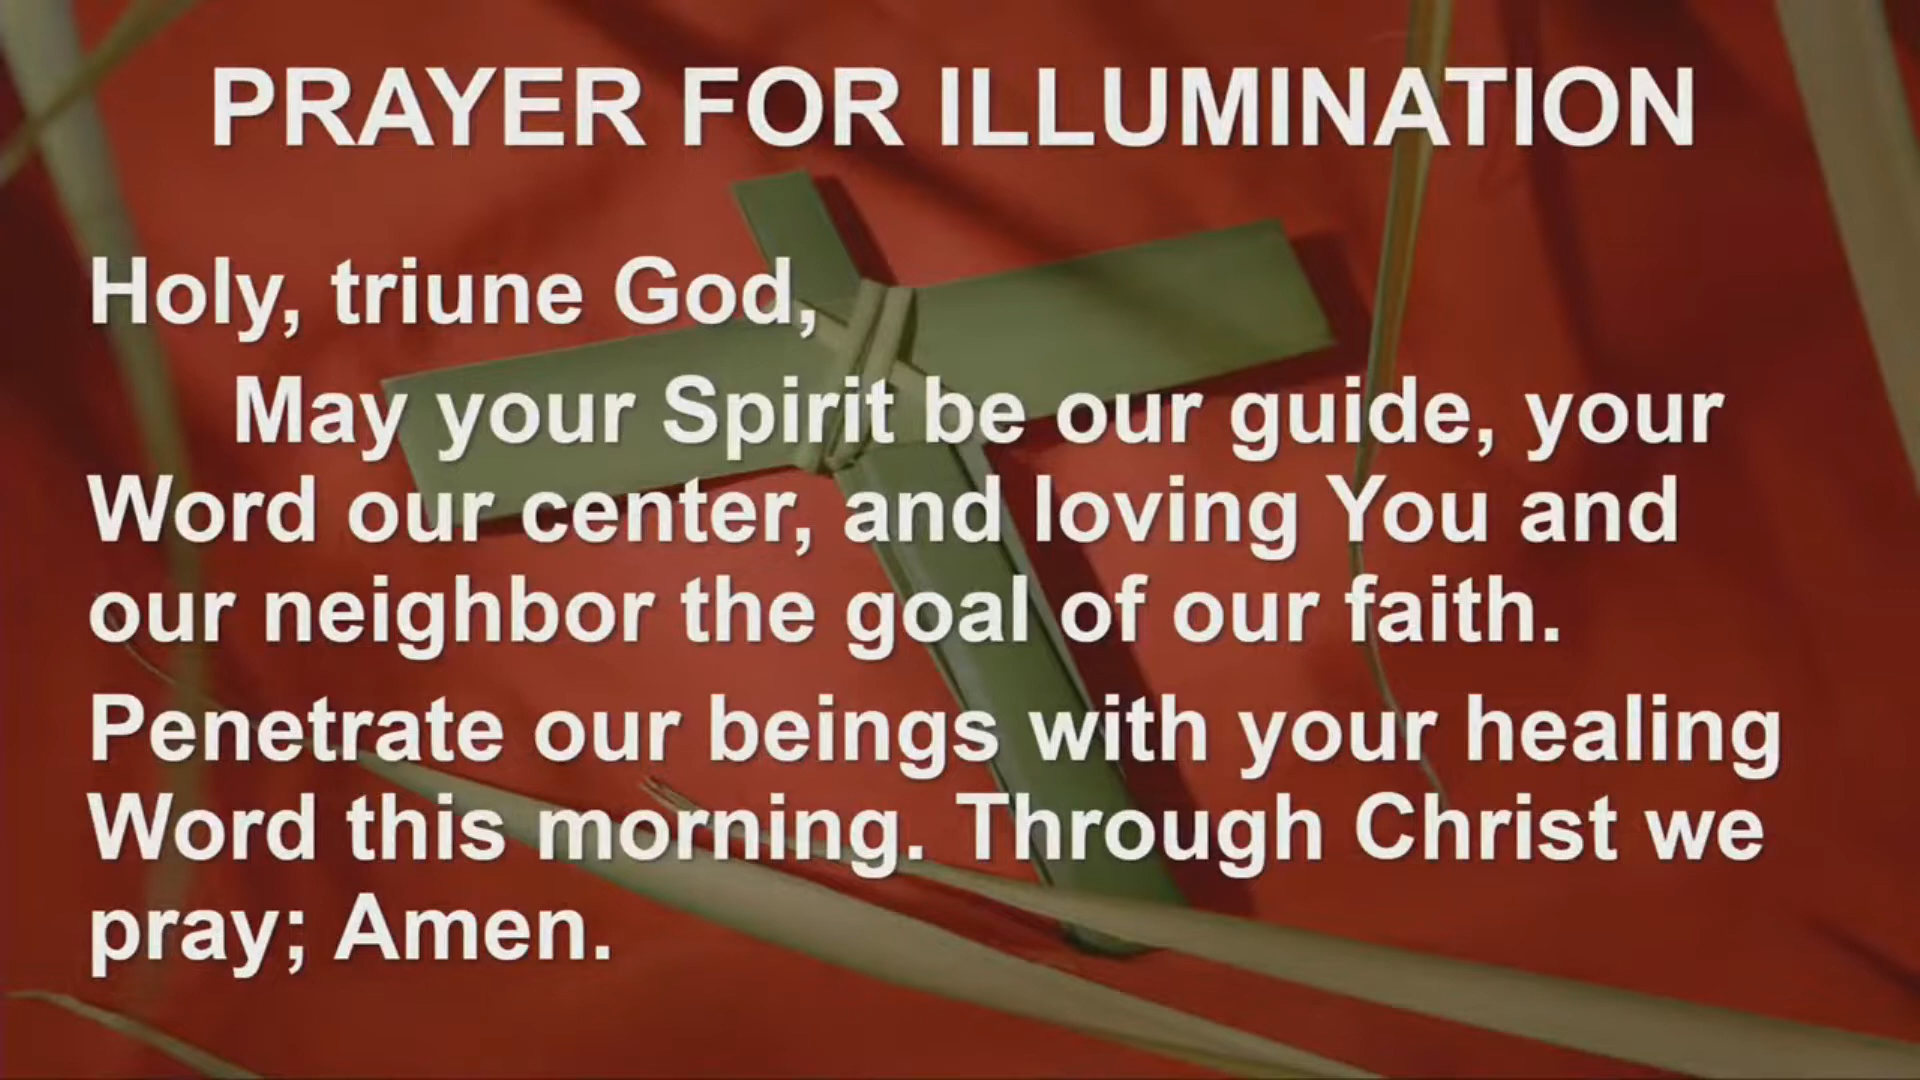 PRAYER FOR ILLUMINATION
Holy, triune God,
May your Spirit be our guide, your
Word our center, and loving You and
our neighbor the goal of our faith.
Penetrate our beings with your healing
Word this morning. Through Christ we
pray; Amen.